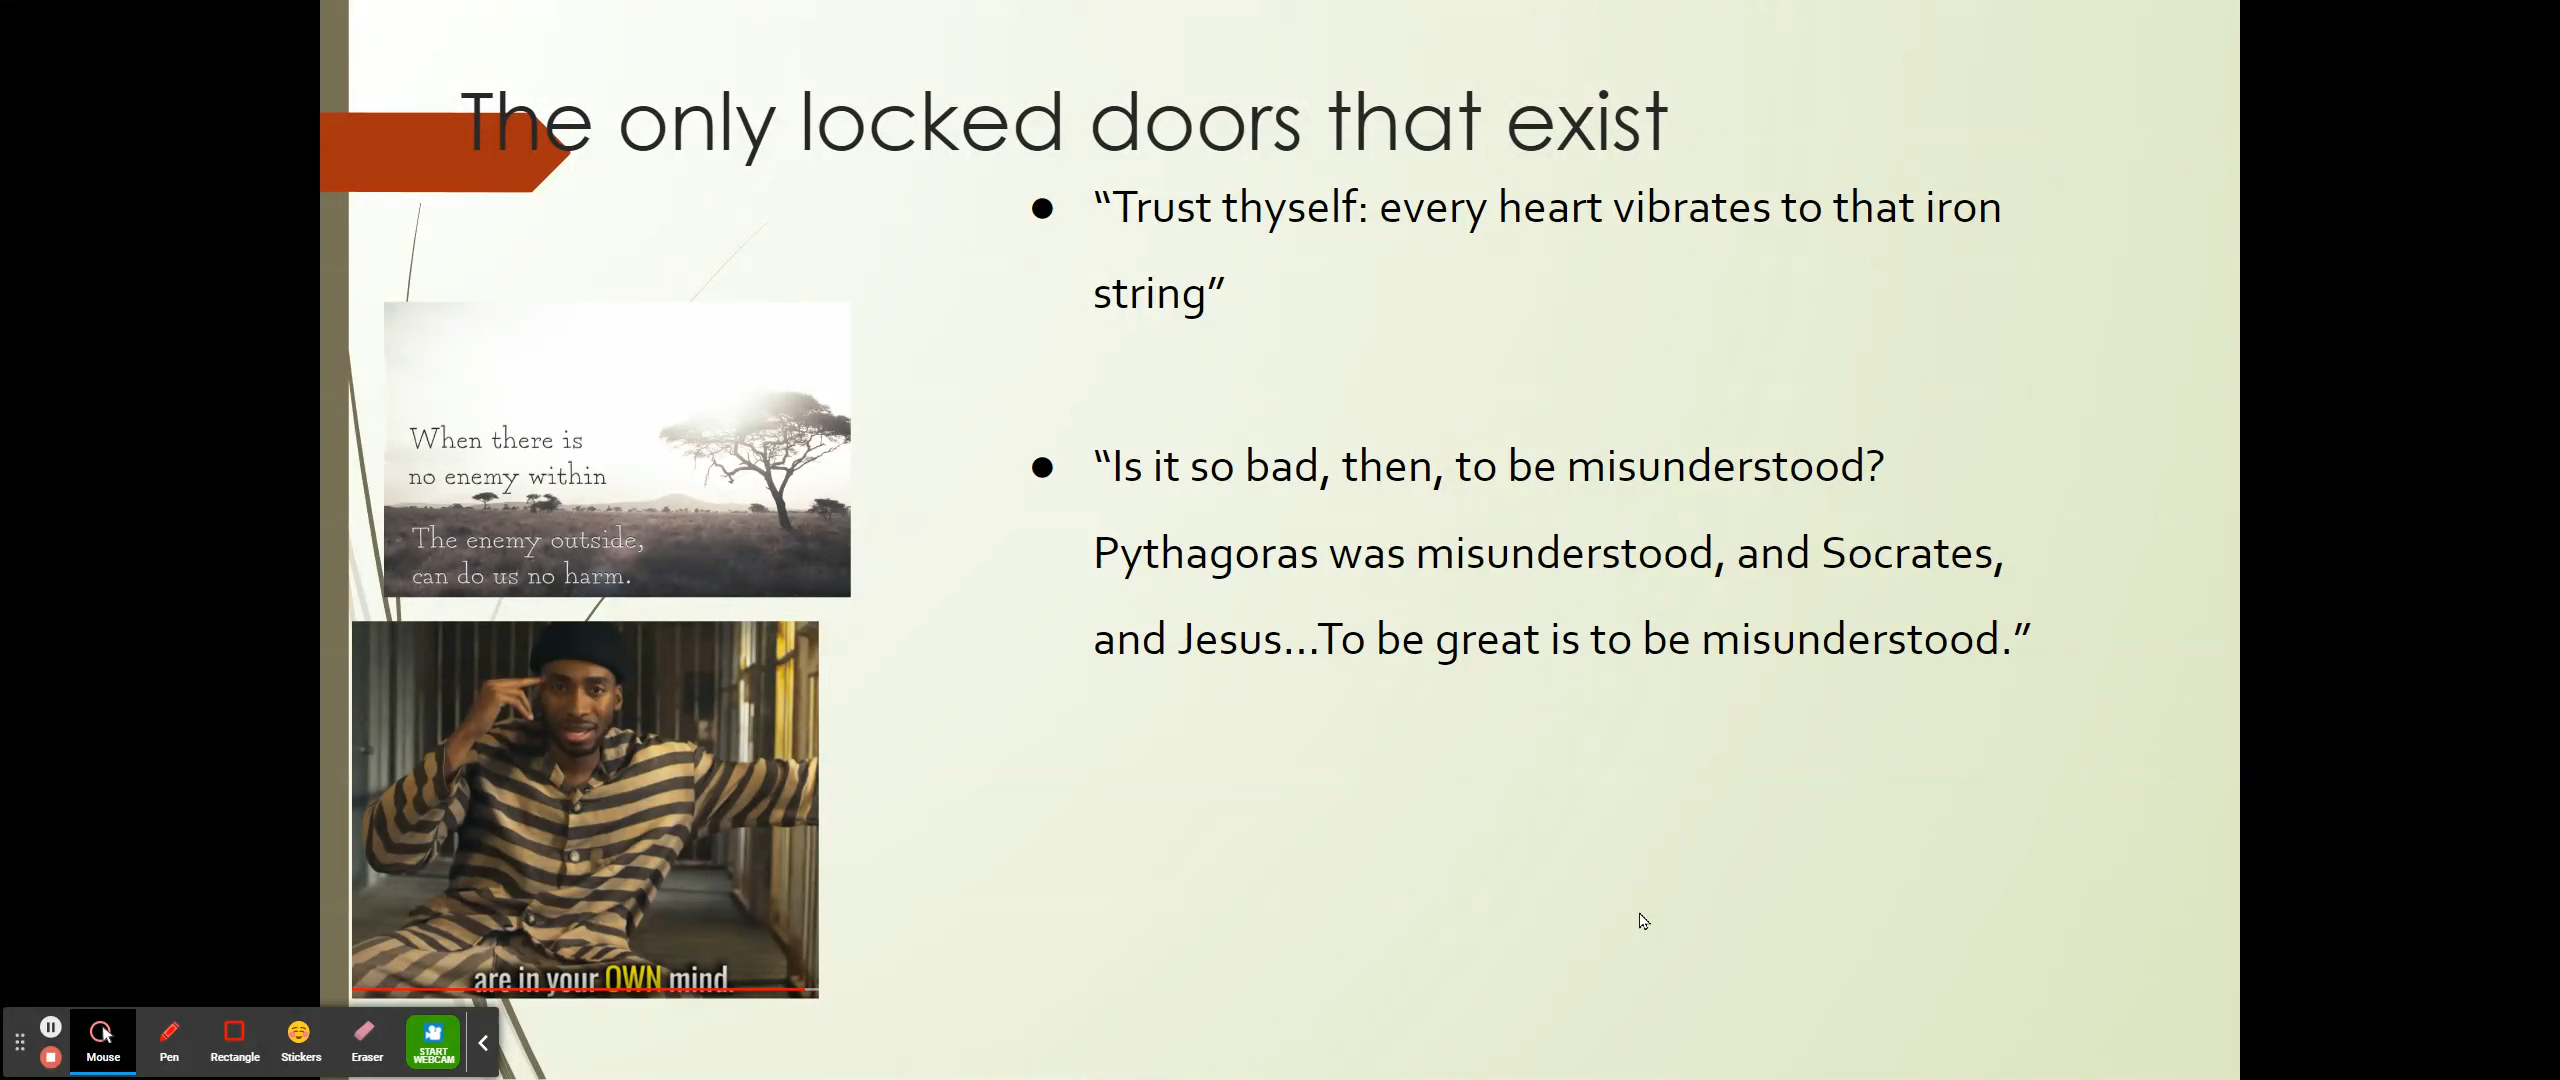 The only locked doors that exist
● “Trust thyself: every heart vibrates to that iron
string”
● “Is it so bad, then, to be misunderstood?
Pythagoras was misunderstood, and Socrates,
and Jesus...To be great is to be misunderstood.”
When there is
no enemy within
The enemy outside,
can do us no harm.
are in your OWN mind.
Mouse
Pen
Rectangle
Stickers
Eraser
START
WEBCAM